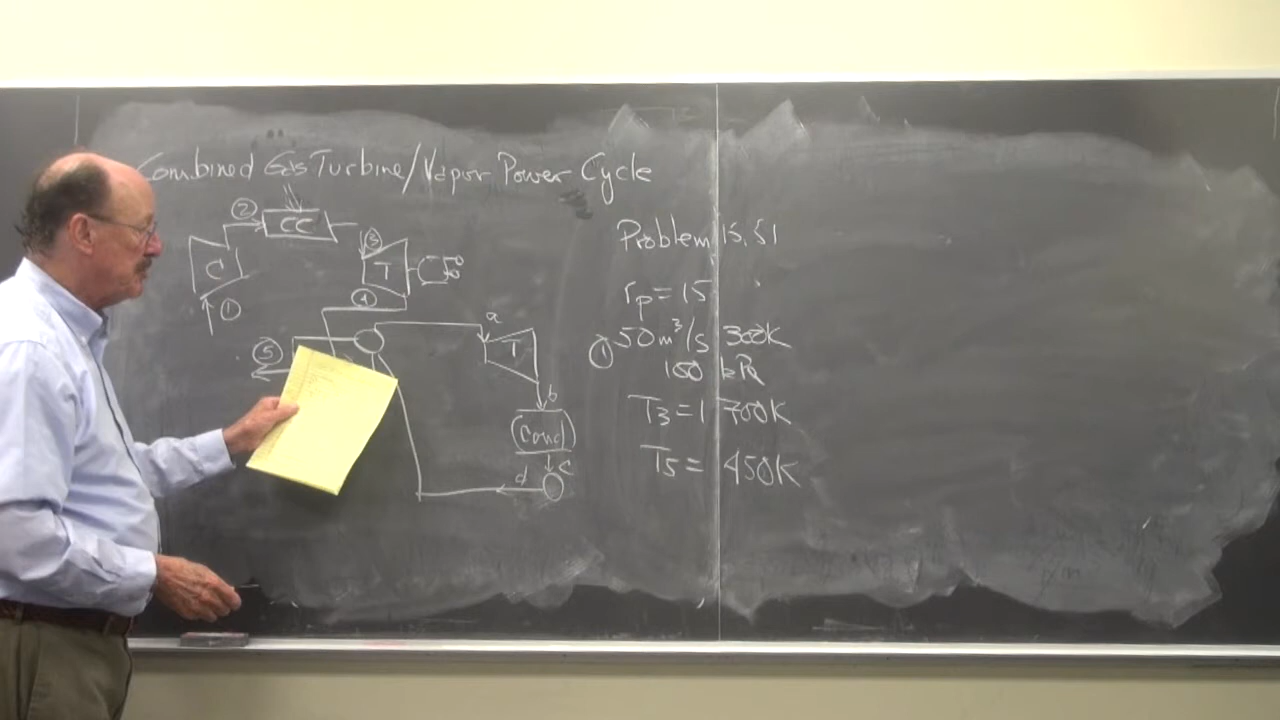 Combined Gas Turbine/Vapor Power Cycle
② CC
C ③
T
① ④
⑤
a
T
b
Cond
c
d
Problem 15.51
rp = 15
① 50 m³/s 300K
100 kPa
T3 = 1700K
T5 = 450K